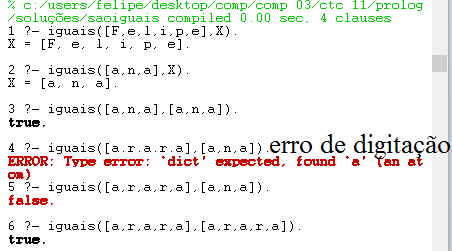 % c:/users/felipe/desktop/comp/comp 03/ctc 11/prolog
/soluções/saoiguais compiled 0.00 sec, 4 clauses
1 ?- iguais([F,e,l,i,p,e],X).
X = [F, e, l, i, p, e].
2 ?- iguais([a,n,a],X).
X = [a, n, a].
3 ?- iguais([a,n,a],[a,n,a]).
true.
4 ?- iguais([a.r.a.r.a],[a,n,a]).erro de digitação
ERROR: Type error: `dict' expected, found `a' (an at
om)
5 ?- iguais([a,r,a,r,a],[a,n,a]).
false.
6 ?- iguais([a,r,a,r,a],[a,r,a,r,a]).
true.